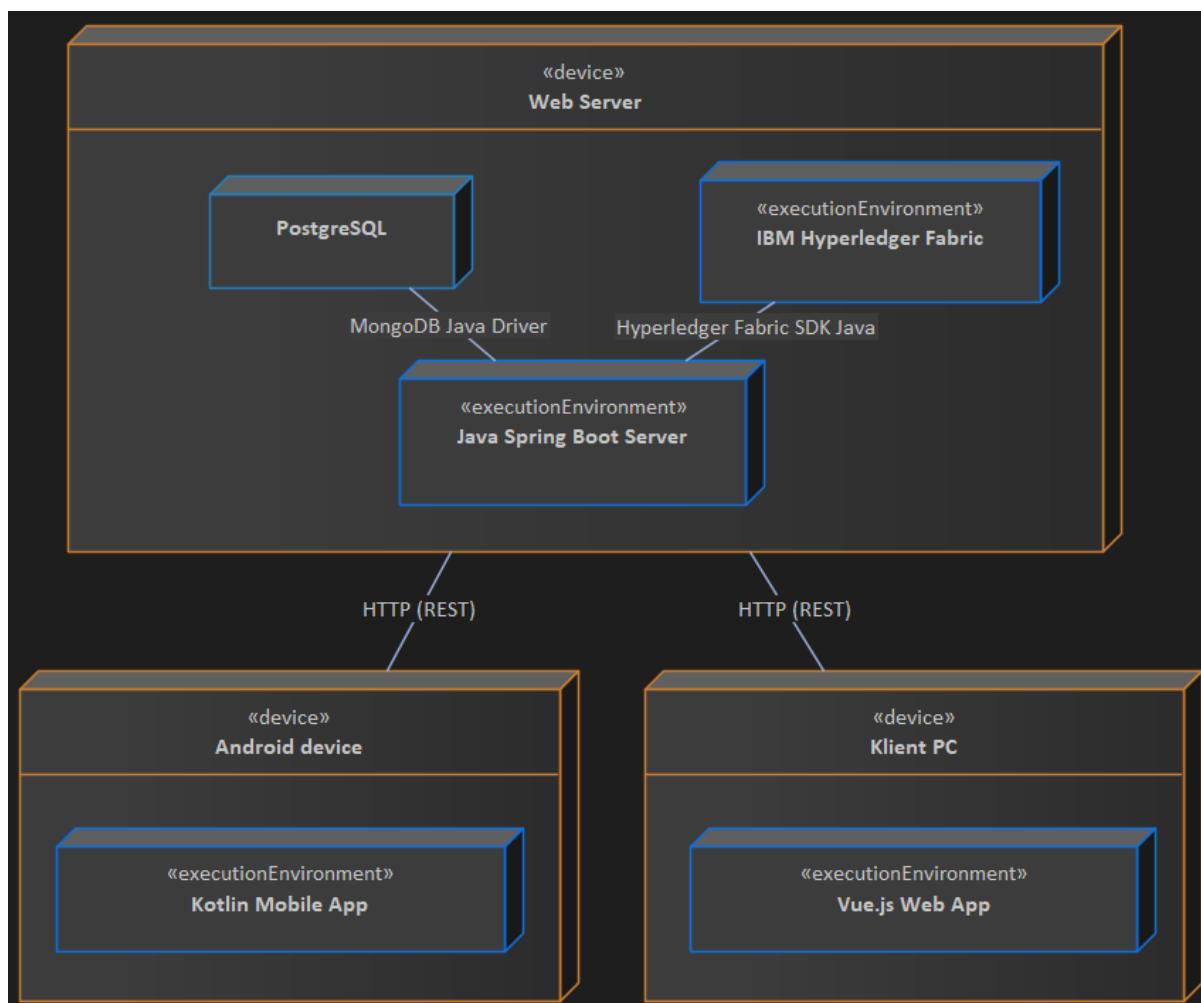 «device»
Web Server
PostgreSQL
«executionEnvironment»
IBM Hyperledger Fabric
MongoDB Java Driver
Hyperledger Fabric SDK Java
«executionEnvironment»
Java Spring Boot Server
HTTP (REST)
HTTP (REST)
«device»
Android device
«device»
Klient PC
«executionEnvironment»
Kotlin Mobile App
«executionEnvironment»
Vue.js Web App